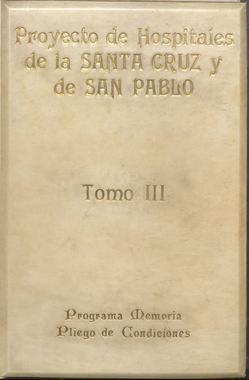 Proyecto de Hospitales
de la SANTA CRUZ y
de SAN PABLO
Tomo III
Programa Memoria
Pliego de Condiciones